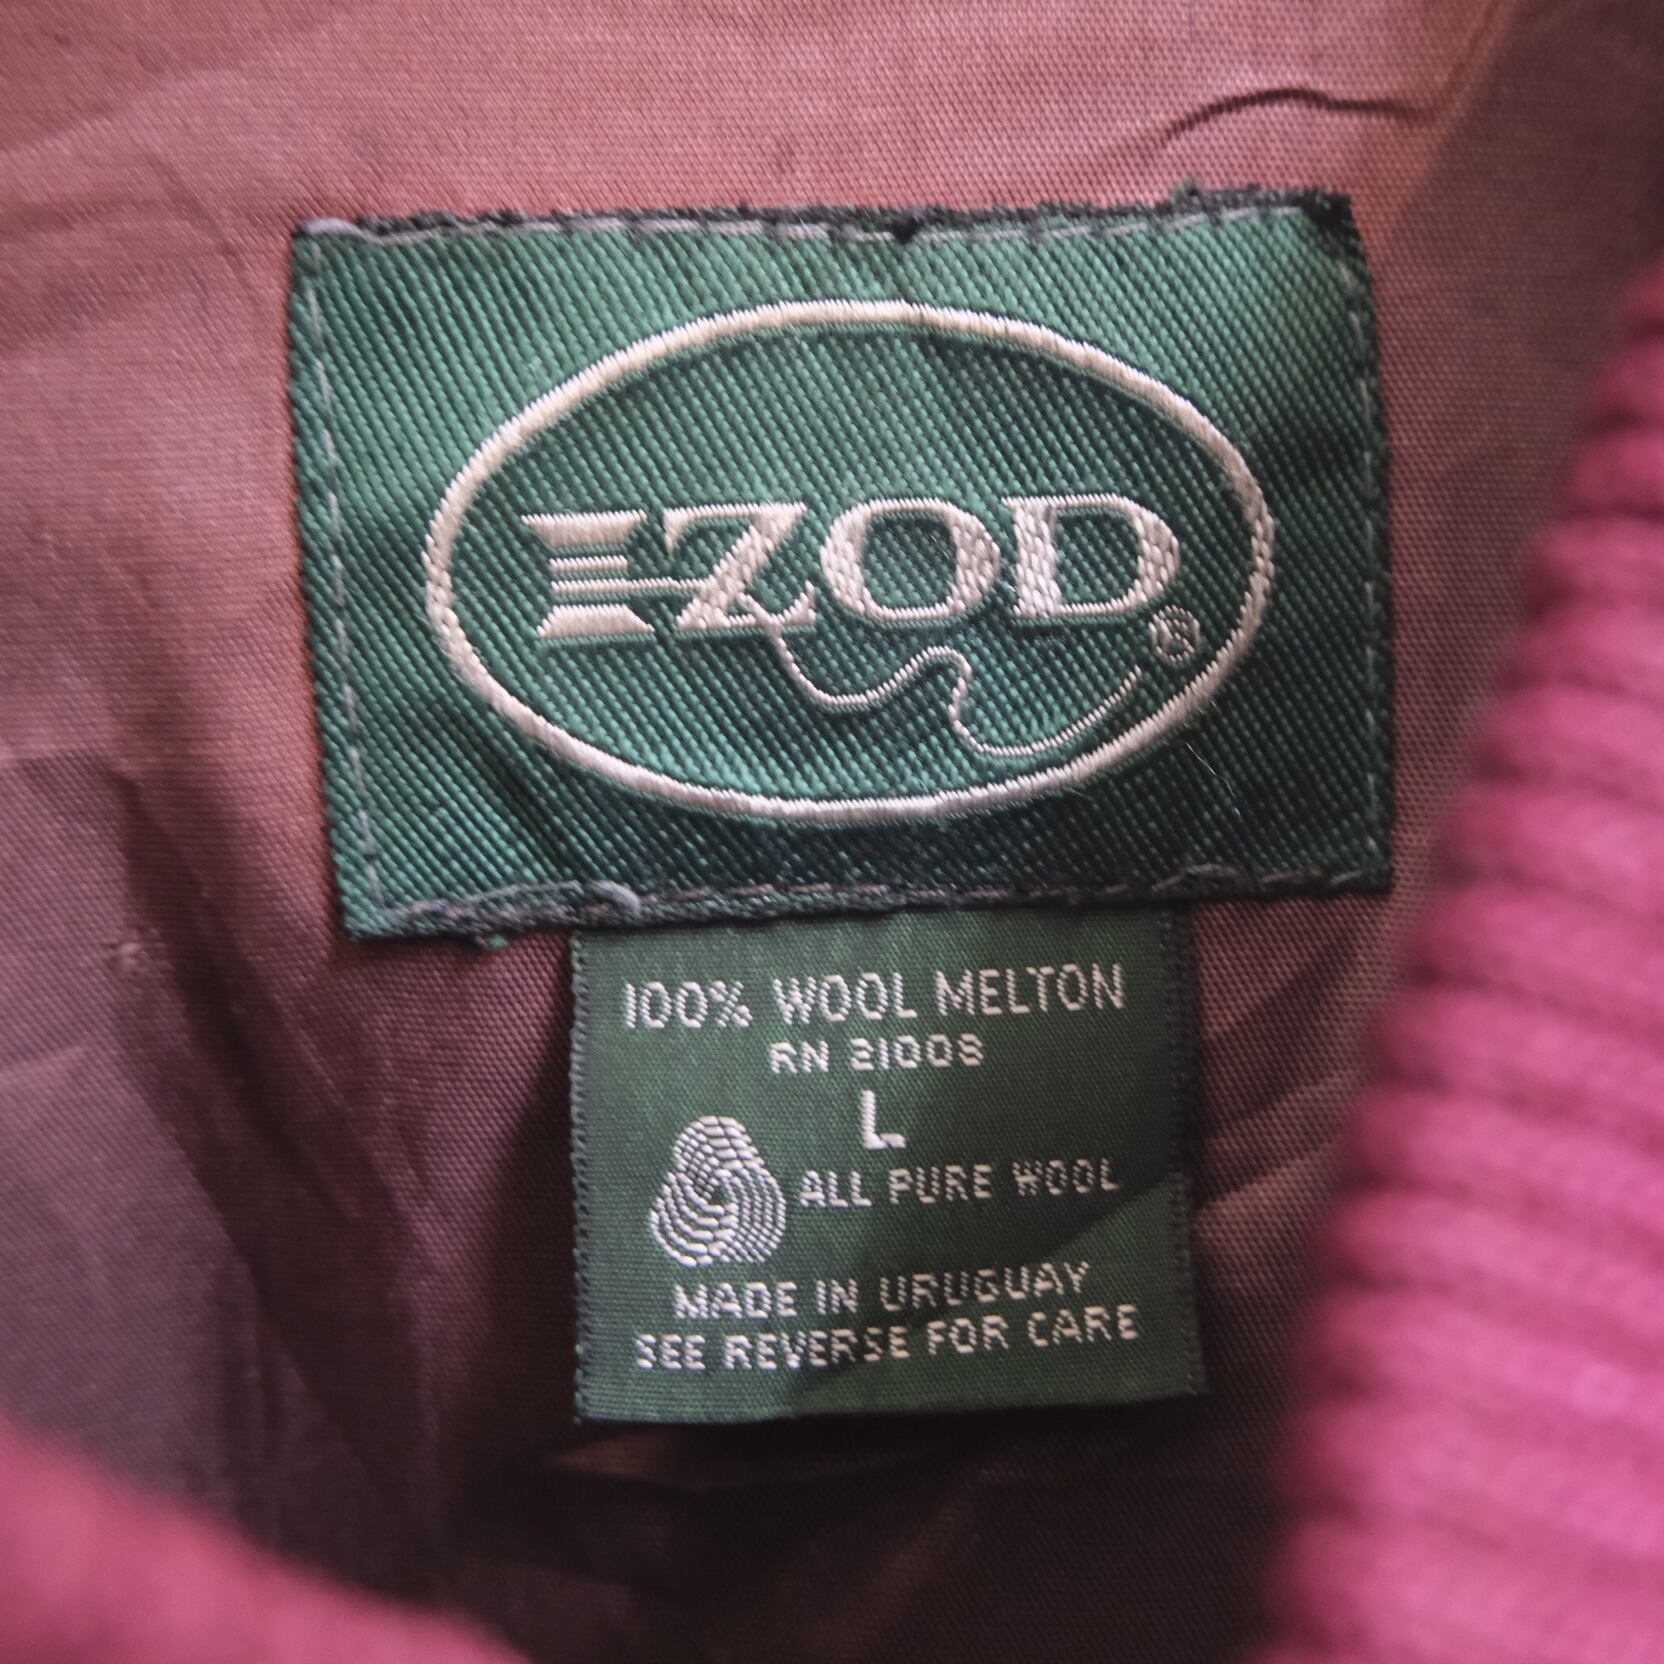 IZOD
®
100% WOOL MELTON
RN 21008
L
ALL PURE WOOL
MADE IN URUGUAY
SEE REVERSE FOR CARE